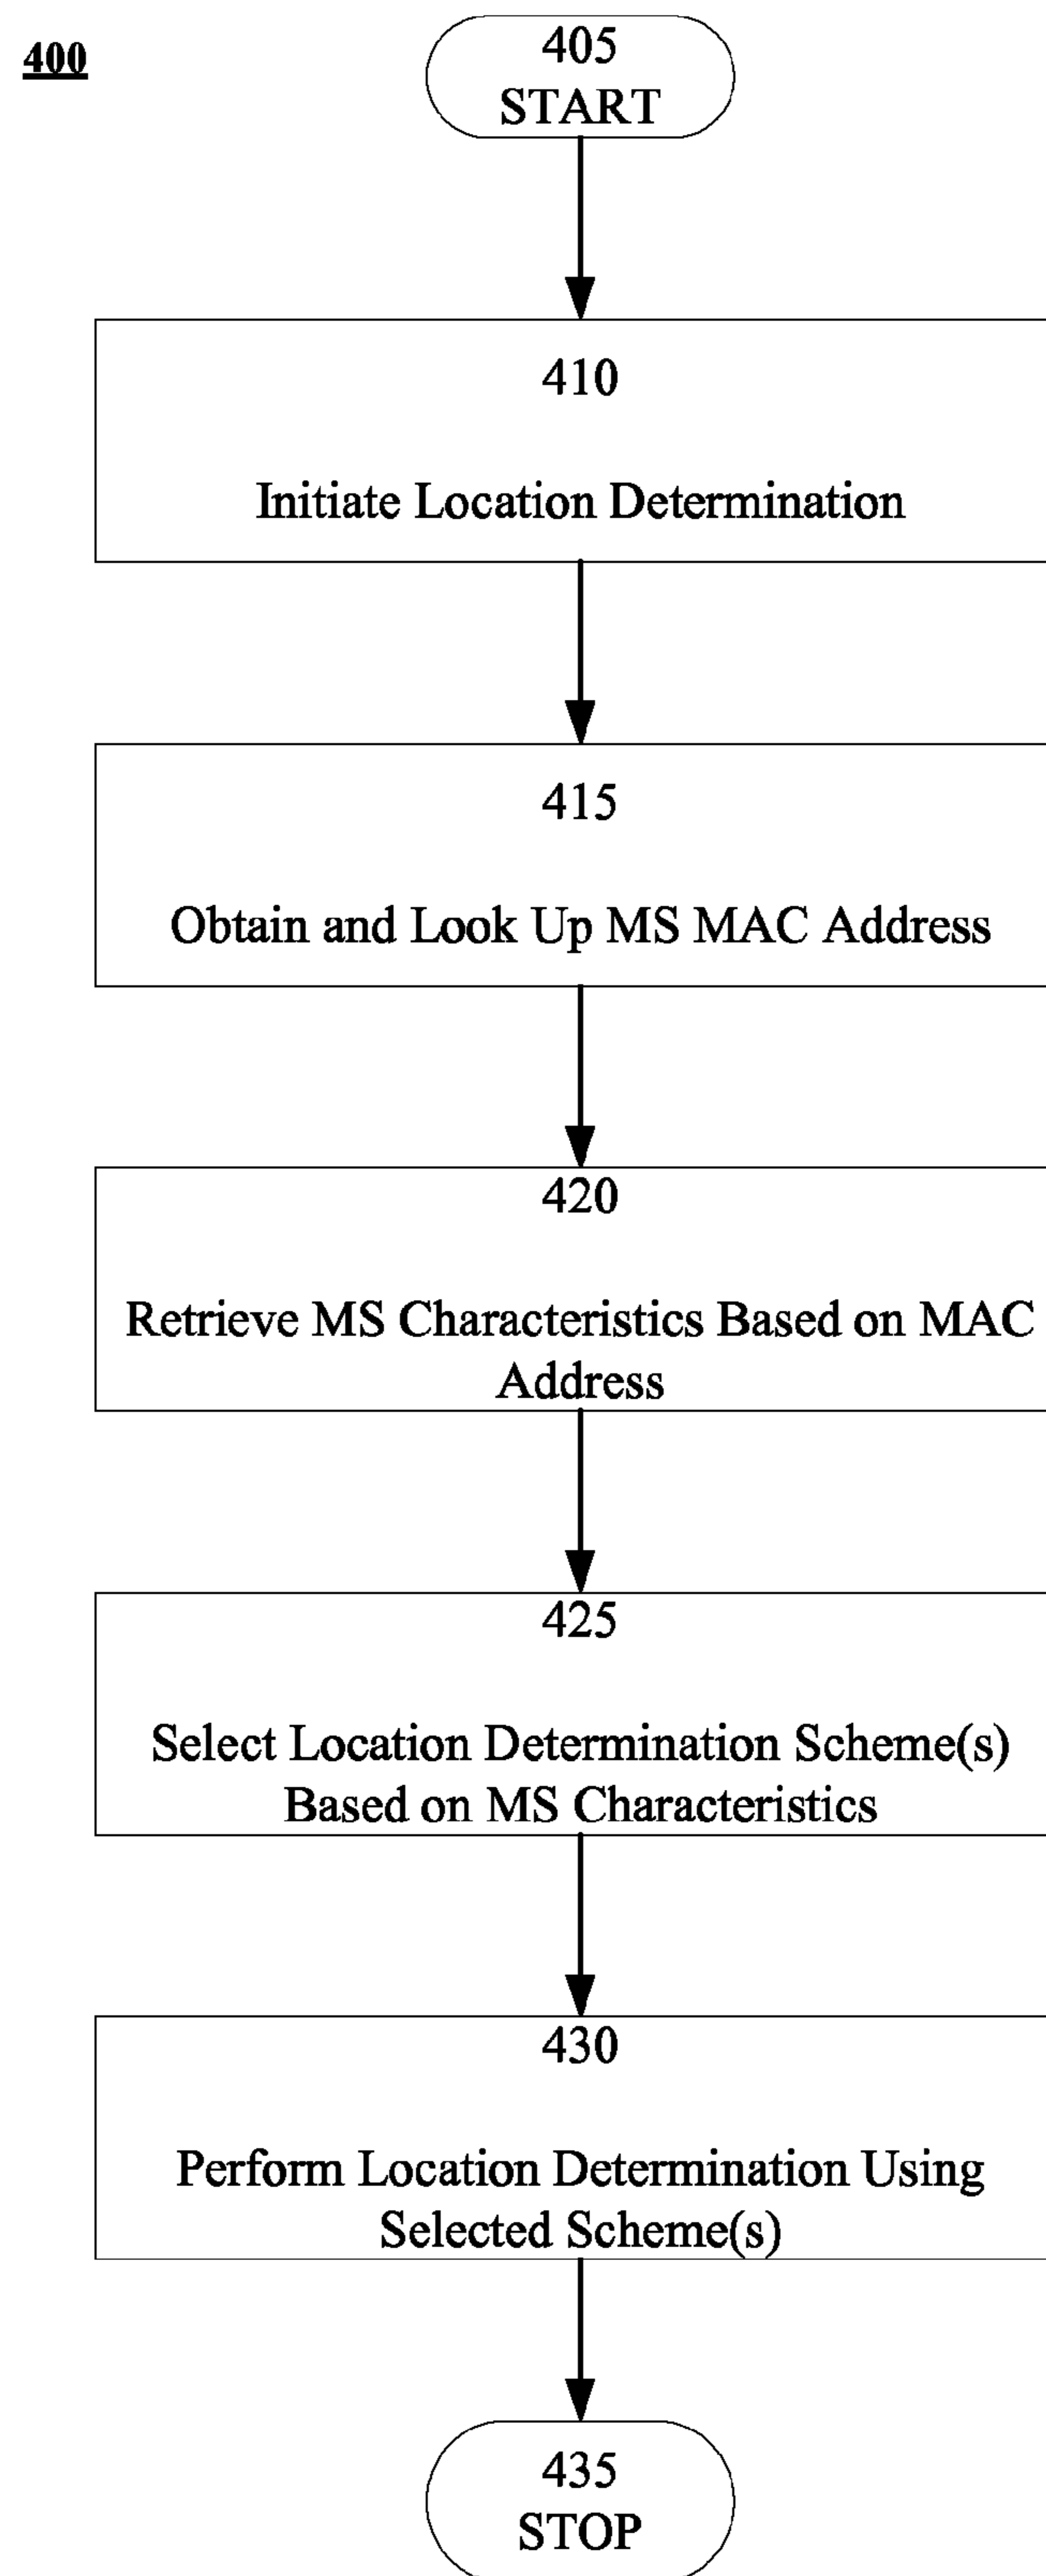 400
405
START
410
Initiate Location Determination
415
Obtain and Look Up MS MAC Address
420
Retrieve MS Characteristics Based on MAC
Address
425
Select Location Determination Scheme(s)
Based on MS Characteristics
430
Perform Location Determination Using
Selected Scheme(s)
435
STOP